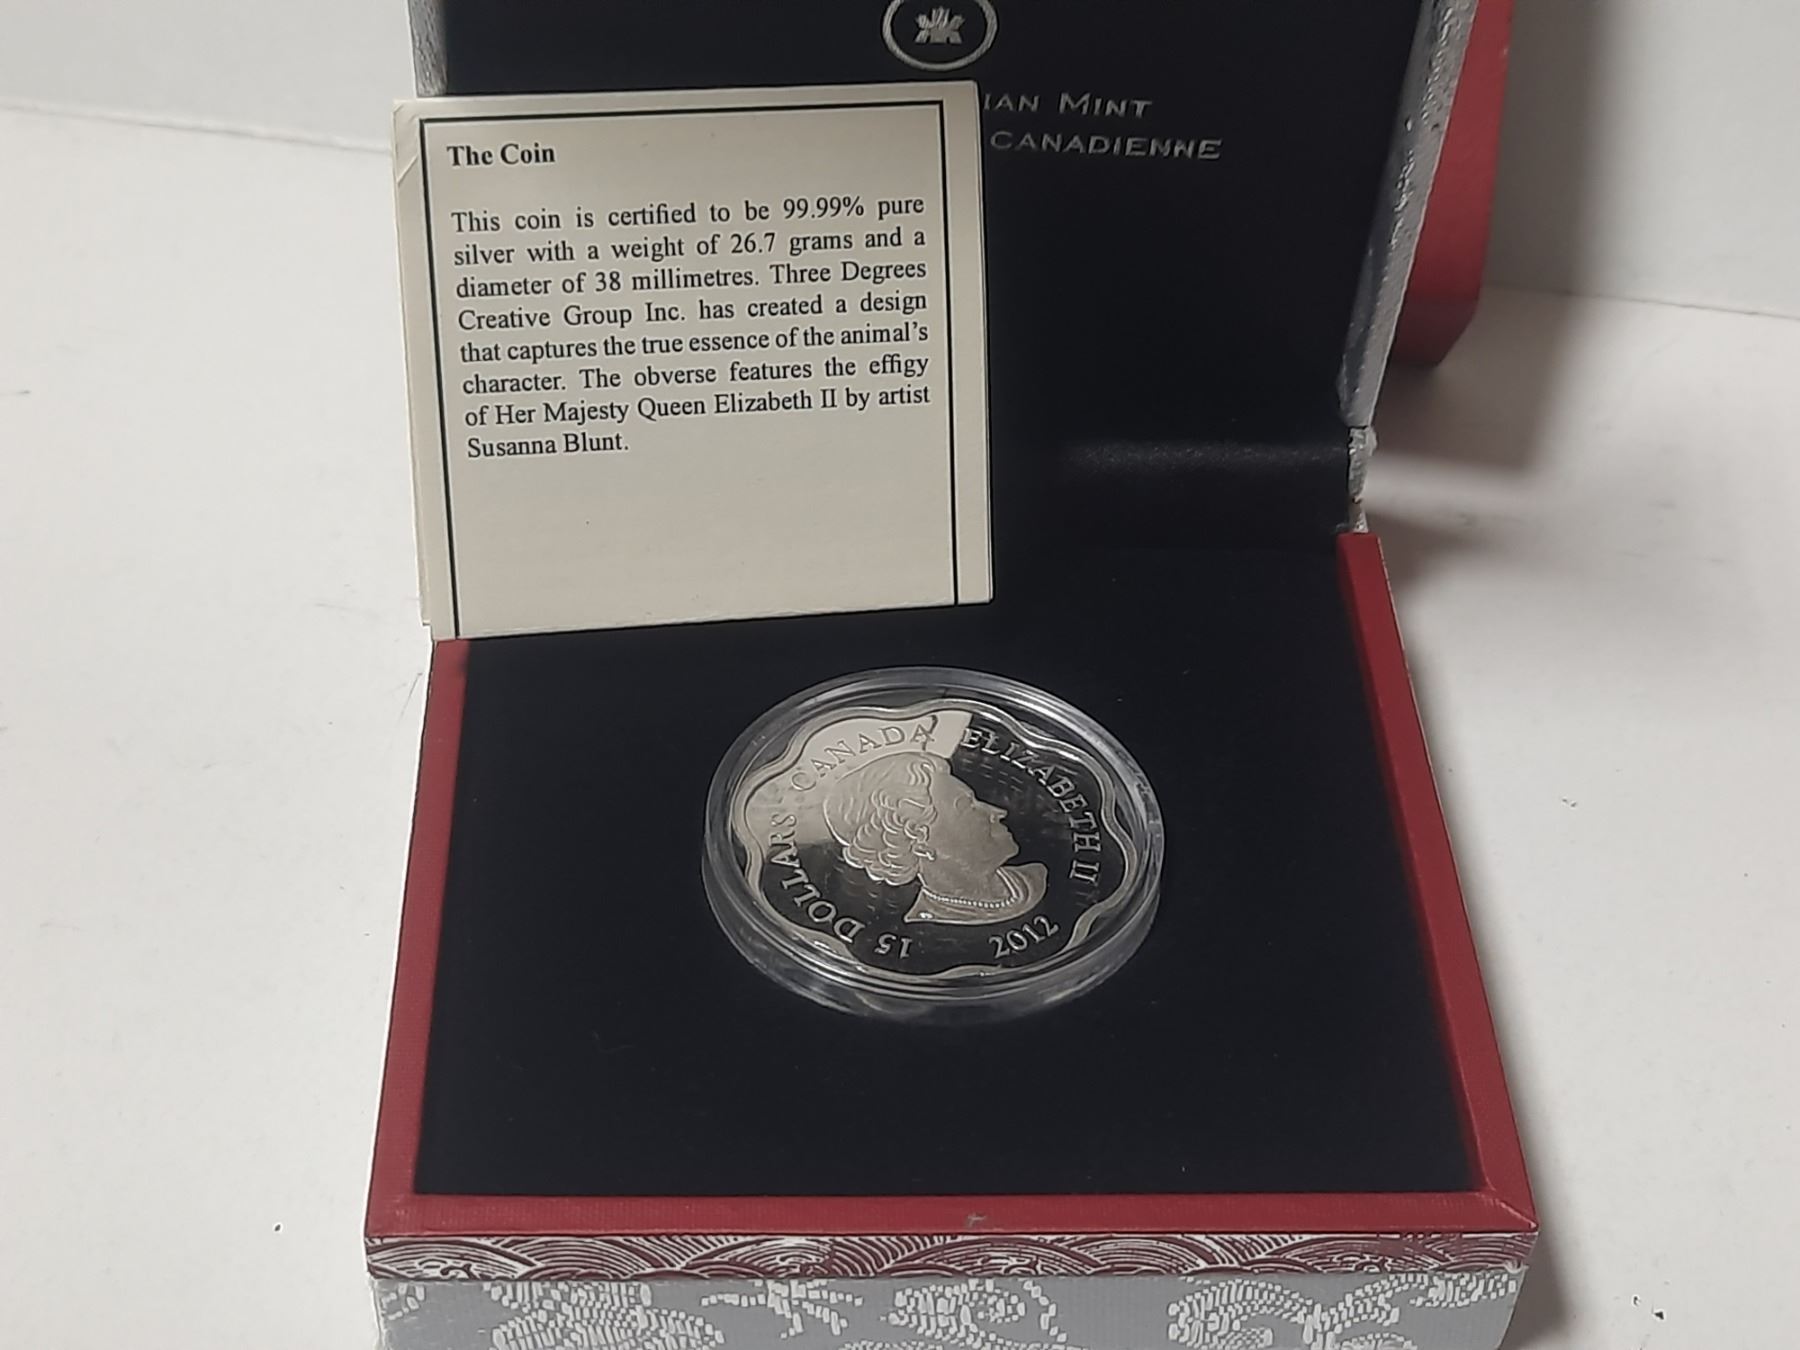 IAN MINT
CANADIENNE
The Coin
This coin is certified to be 99.99% pure
silver with a weight of 26.7 grams and a
diameter of 38 millimetres. Three Degrees
Creative Group Inc. has created a design
that captures the true essence of the animal's
character. The obverse features the effigy
of Her Majesty Queen Elizabeth II by artist
Susanna Blunt.
15 DOLLARS CANADA ELIZABETH II 2012